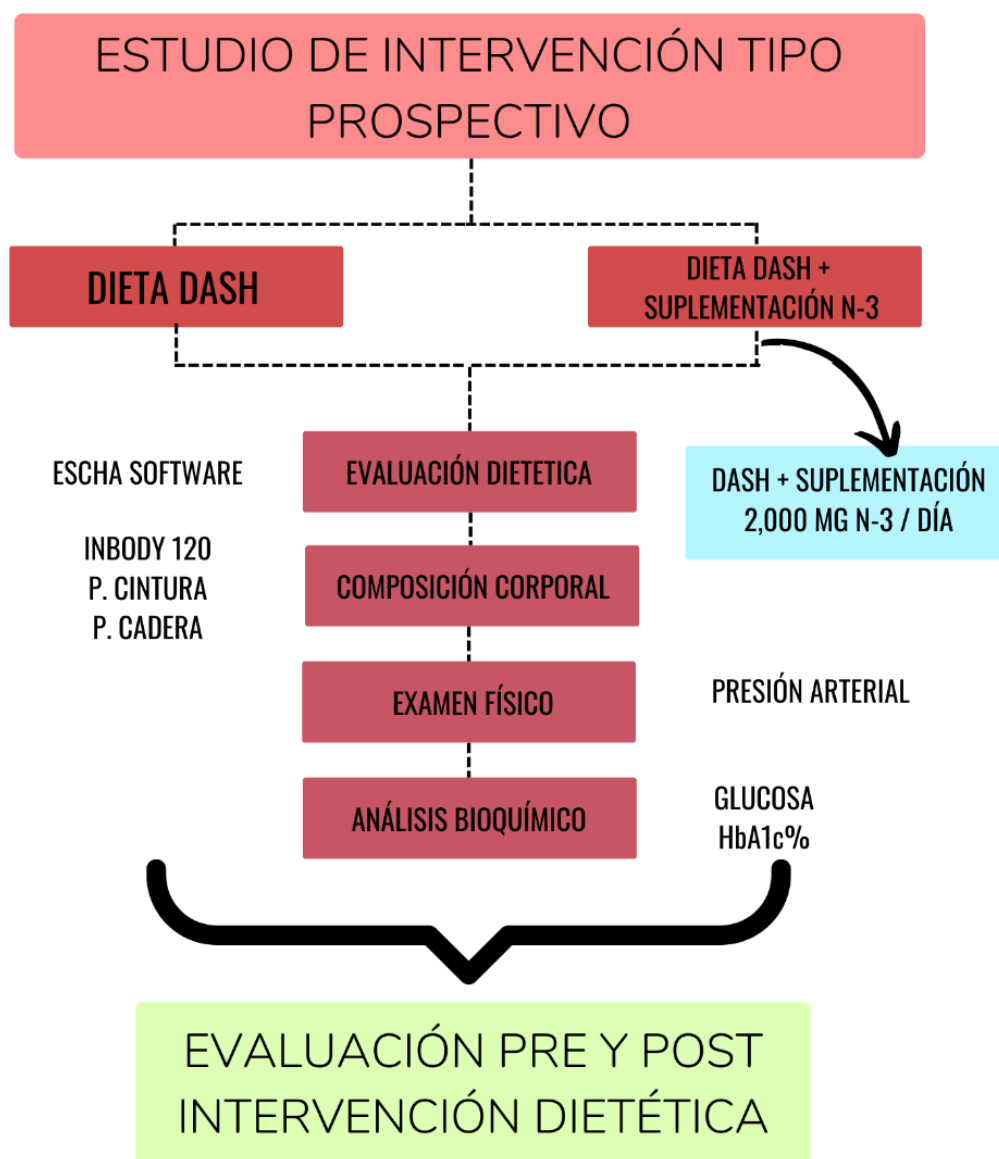 ESTUDIO DE INTERVENCIÓN TIPO
PROSPECTIVO
DIETA DASH
DIETA DASH +
SUPLEMENTACIÓN N-3
ESCHA SOFTWARE
EVALUACIÓN DIETETICA
DASH + SUPLEMENTACIÓN
2,000 MG N-3 / DÍA
INBODY 120
P. CINTURA
P. CADERA
COMPOSICIÓN CORPORAL
EXAMEN FÍSICO
PRESIÓN ARTERIAL
ANÁLISIS BIOQUÍMICO
GLUCOSA
HbA1c%
EVALUACIÓN PRE Y POST
INTERVENCIÓN DIETÉTICA